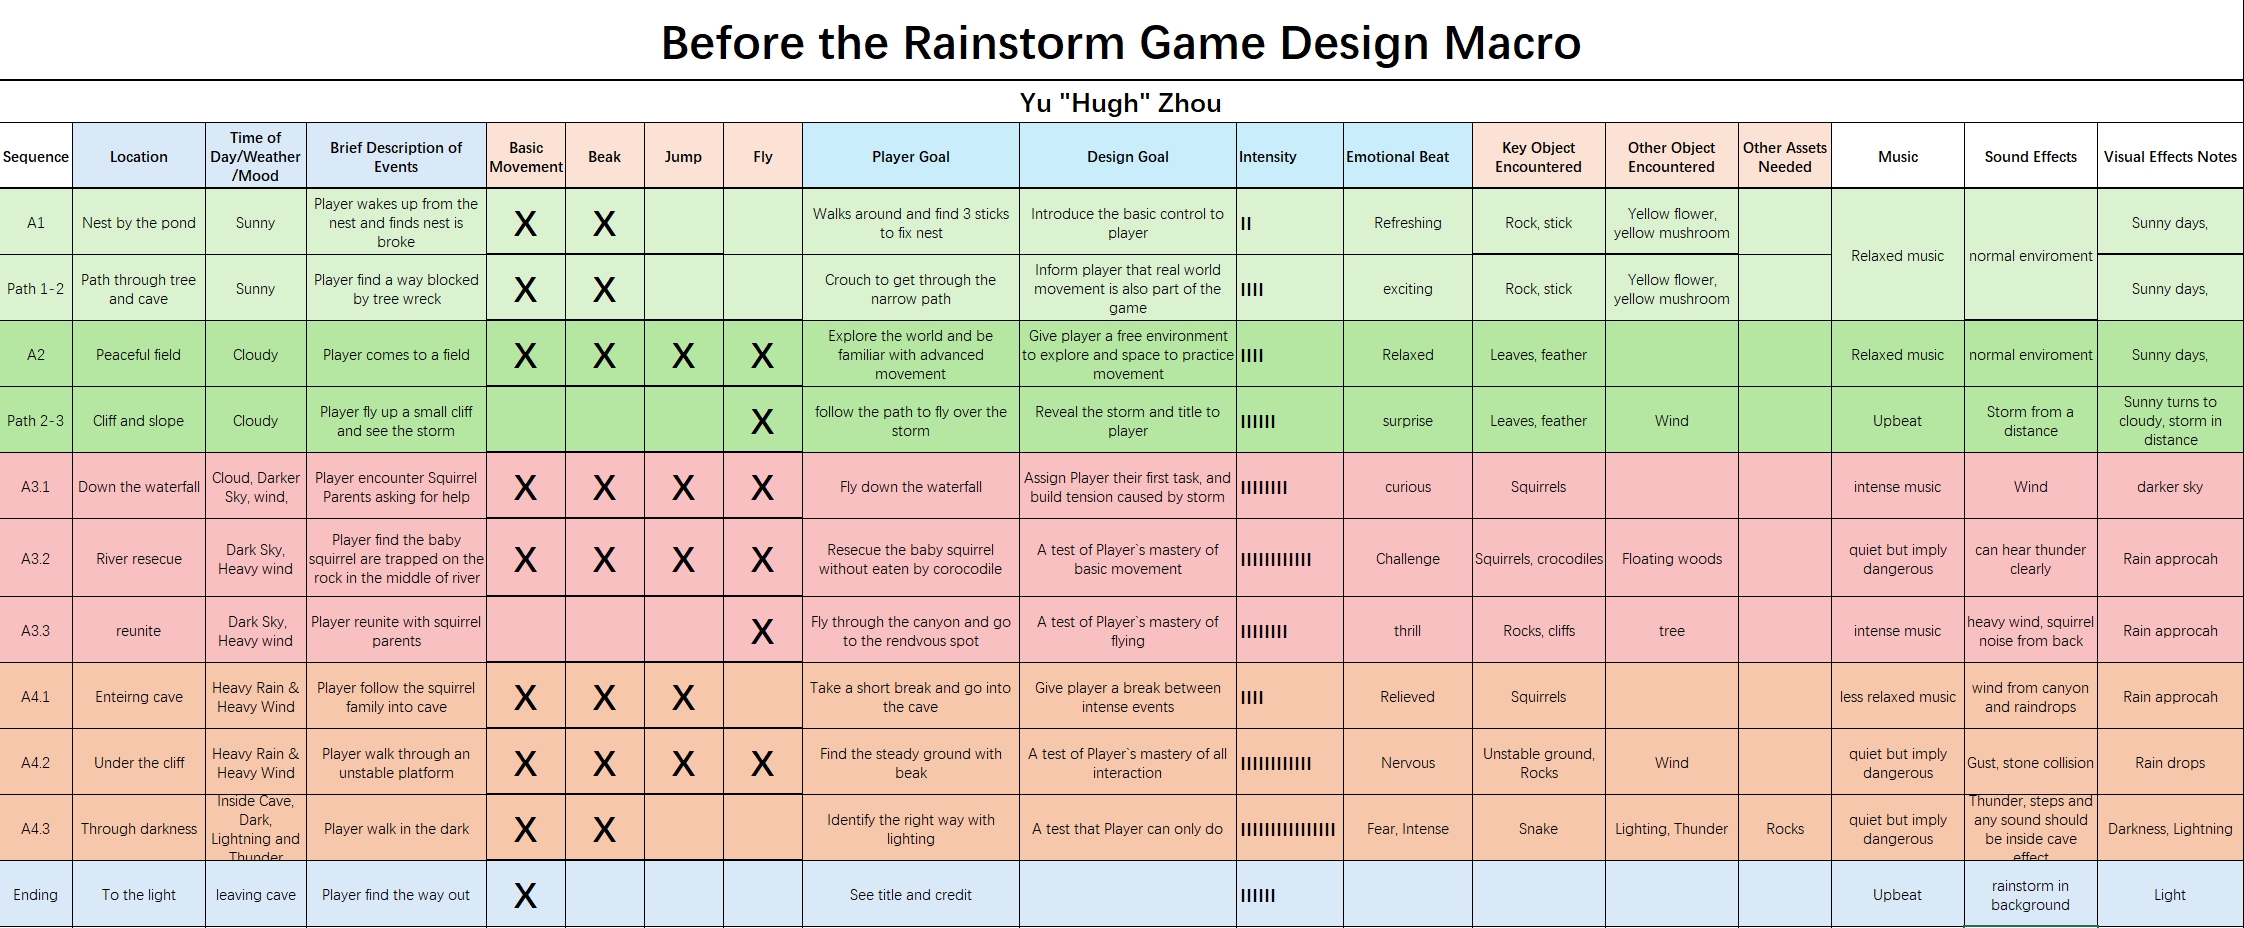 Before the Rainstorm Game Design Macro
Yu "Hugh" Zhou
Sequence
Location
Time of
Day/Weather
/Mood
Brief Description of
Events
Basic
Movement
Beak
Jump
Fly
Player Goal
Design Goal
Intensity
Emotional Beat
Key Object
Encountered
Other Object
Encountered
Other Assets
Needed
Music
Sound Effects
Visual Effects Notes
A1
Nest by the pond
Sunny
Player wakes up from the
nest and finds nest is
broke
X
X
Walks around and find 3 sticks
to fix nest
Introduce the basic control to
player
II
Refreshing
Rock, stick
Yellow flower,
yellow mushroom
Relaxed music
normal enviroment
Sunny days,
Path 1-2
Path through tree
and cave
Sunny
Player find a way blocked
by tree wreck
X
X
Crouch to get through the
narrow path
Inform player that real world
movement is also part of the
game
IIII
exciting
Rock, stick
Yellow flower,
yellow mushroom
Sunny days,
A2
Peaceful field
Cloudy
Player comes to a field
X
X
X
X
Explore the world and be
familiar with advanced
movement
Give player a free environment
to explore and space to practice
movement
IIII
Relaxed
Leaves, feather
Relaxed music
normal enviroment
Sunny days,
Path 2-3
Cliff and slope
Cloudy
Player fly up a small cliff
and see the storm
X
follow the path to fly over the
storm
Reveal the storm and title to
player
IIIIII
surprise
Leaves, feather
Wind
Upbeat
Storm from a
distance
Sunny turns to
cloudy, storm in
distance
A3.1
Down the waterfall
Cloud, Darker
Sky, wind,
Player encounter Squirrel
Parents asking for help
X
X
X
X
Fly down the waterfall
Assign Player their first task, and
build tension caused by storm
IIIIIIII
curious
Squirrels
intense music
Wind
darker sky
A3.2
River resecue
Dark Sky,
Heavy wind
Player find the baby
squirrel are trapped on the
rock in the middle of river
X
X
X
X
Resecue the baby squirrel
without eaten by corocodile
A test of Player`s mastery of
basic movement
IIIIIIIIIIII
Challenge
Squirrels, crocodiles
Floating woods
quiet but imply
dangerous
can hear thunder
clearly
Rain approcah
A3.3
reunite
Dark Sky,
Heavy wind
Player reunite with squirrel
parents
X
Fly through the canyon and go
to the rendvous spot
A test of Player`s mastery of
flying
IIIIIIII
thrill
Rocks, cliffs
tree
intense music
heavy wind, squirrel
noise from back
Rain approcah
A4.1
Enteirng cave
Heavy Rain &
Heavy Wind
Player follow the squirrel
family into cave
X
X
X
Take a short break and go into
the cave
Give player a break between
intense events
IIII
Relieved
Squirrels
less relaxed music
wind from canyon
and raindrops
Rain approcah
A4.2
Under the cliff
Heavy Rain &
Heavy Wind
Player walk through an
unstable platform
X
X
X
X
Find the steady ground with
beak
A test of Player`s mastery of all
interaction
IIIIIIIIIIII
Nervous
Unstable ground,
Rocks
Wind
quiet but imply
dangerous
Gust, stone collision
Rain drops
A4.3
Through darkness
Inside Cave,
Dark,
Lightning and
Thunder
Player walk in the dark
X
X
Identify the right way with
lighting
A test that Player can only do
IIIIIIIIIIIIIIII
Fear, Intense
Snake
Lighting, Thunder
Rocks
quiet but imply
dangerous
Thunder, steps and
any sound should
be inside cave
effect
Darkness, Lightning
Ending
To the light
leaving cave
Player find the way out
X
See title and credit
IIIIII
Upbeat
rainstorm in
background
Light